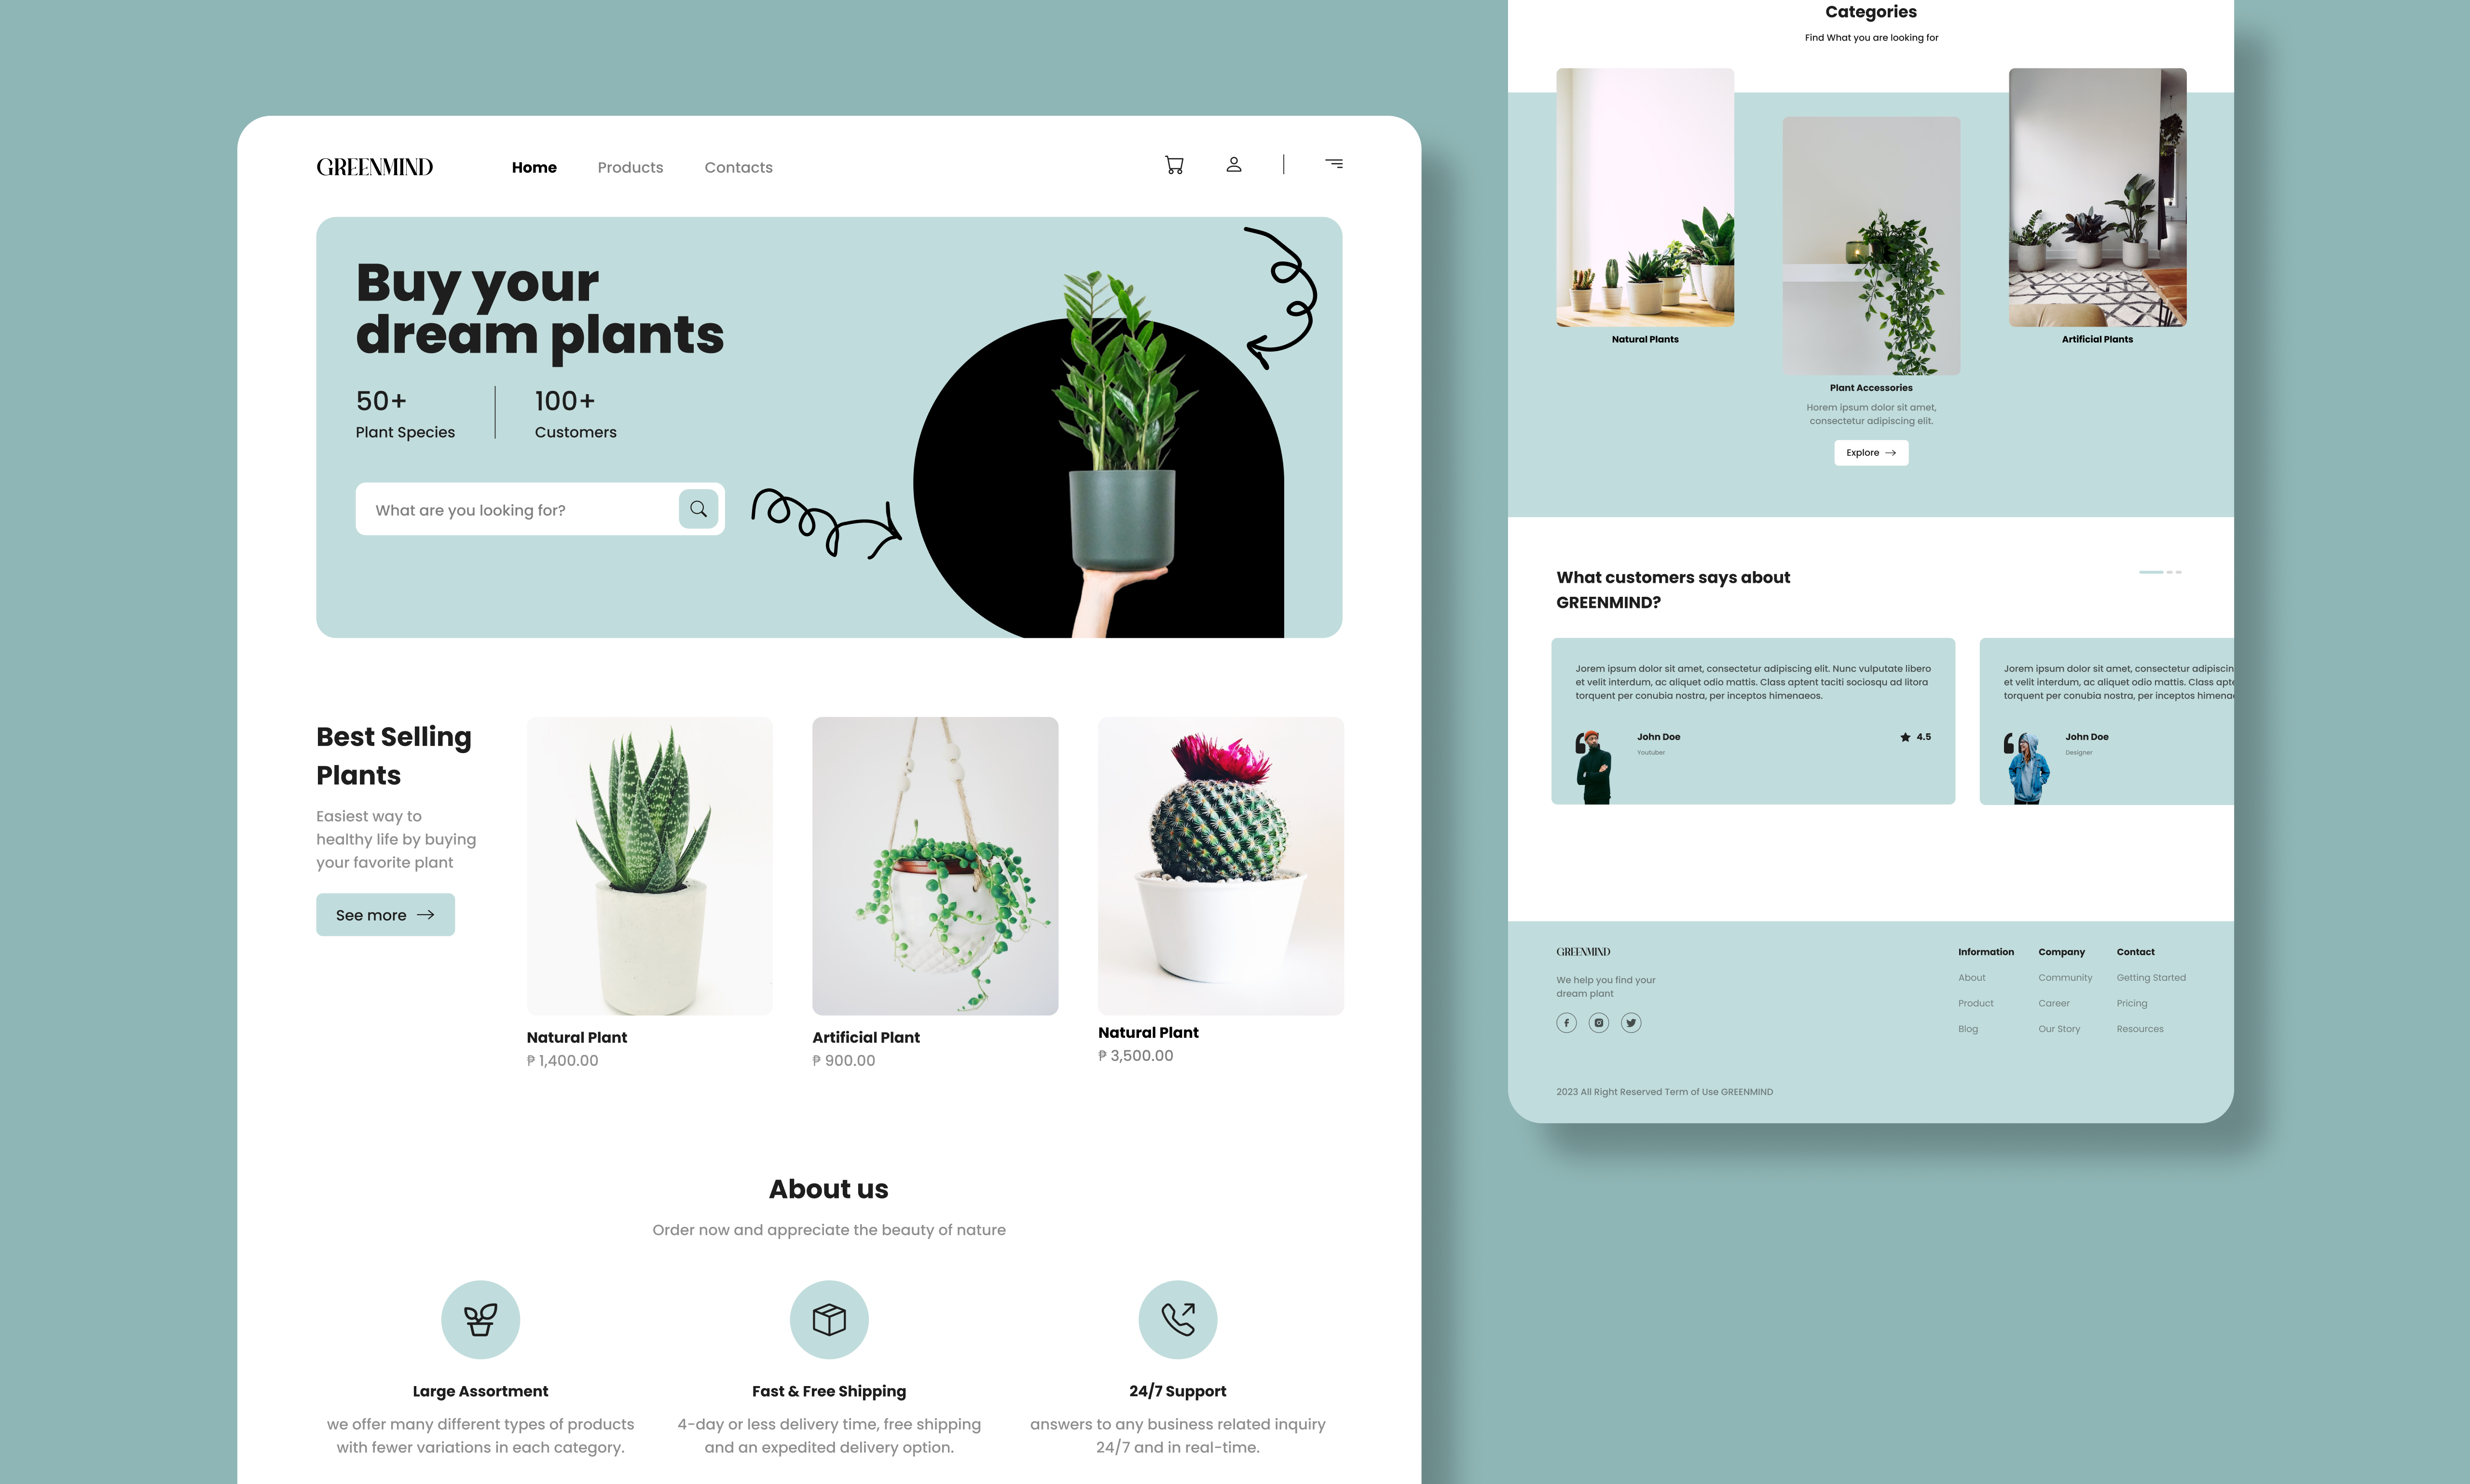 GREENMIND
Home
Products
Contacts
Buy your
dream plants
50+
Plant Species
100+
Customers
What are you looking for?
Best Selling
Plants
Easiest way to
healthy life by buying
your favorite plant
See more
Natural Plant
₱ 1,400.00
Artificial Plant
₱ 900.00
Natural Plant
₱ 3,500.00
About us
Order now and appreciate the beauty of nature
Large Assortment
we offer many different types of products
with fewer variations in each category.
Fast & Free Shipping
4-day or less delivery time, free shipping
and an expedited delivery option.
24/7 Support
answers to any business related inquiry
24/7 and in real-time.
Categories
Find What you are looking for
Natural Plants
Plant Accessories
Horem ipsum dolor sit amet,
consectetur adipiscing elit.
Explore
Artificial Plants
What customers says about
GREENMIND?
Jorem ipsum dolor sit amet, consectetur adipiscing elit. Nunc vulputate libero
et velit interdum, ac aliquet odio mattis. Class aptent taciti sociosqu ad litora
torquent per conubia nostra, per inceptos himenaeos.
John Doe
Youtuber
4.5
Jorem ipsum dolor sit amet, consectetur adipiscin
et velit interdum, ac aliquet odio mattis. Class apte
torquent per conubia nostra, per inceptos himena
John Doe
Designer
GREENMIND
We help you find your
dream plant
Information
About
Product
Blog
Company
Community
Career
Our Story
Contact
Getting Started
Pricing
Resources
2023 All Right Reserved Term of Use GREENMIND